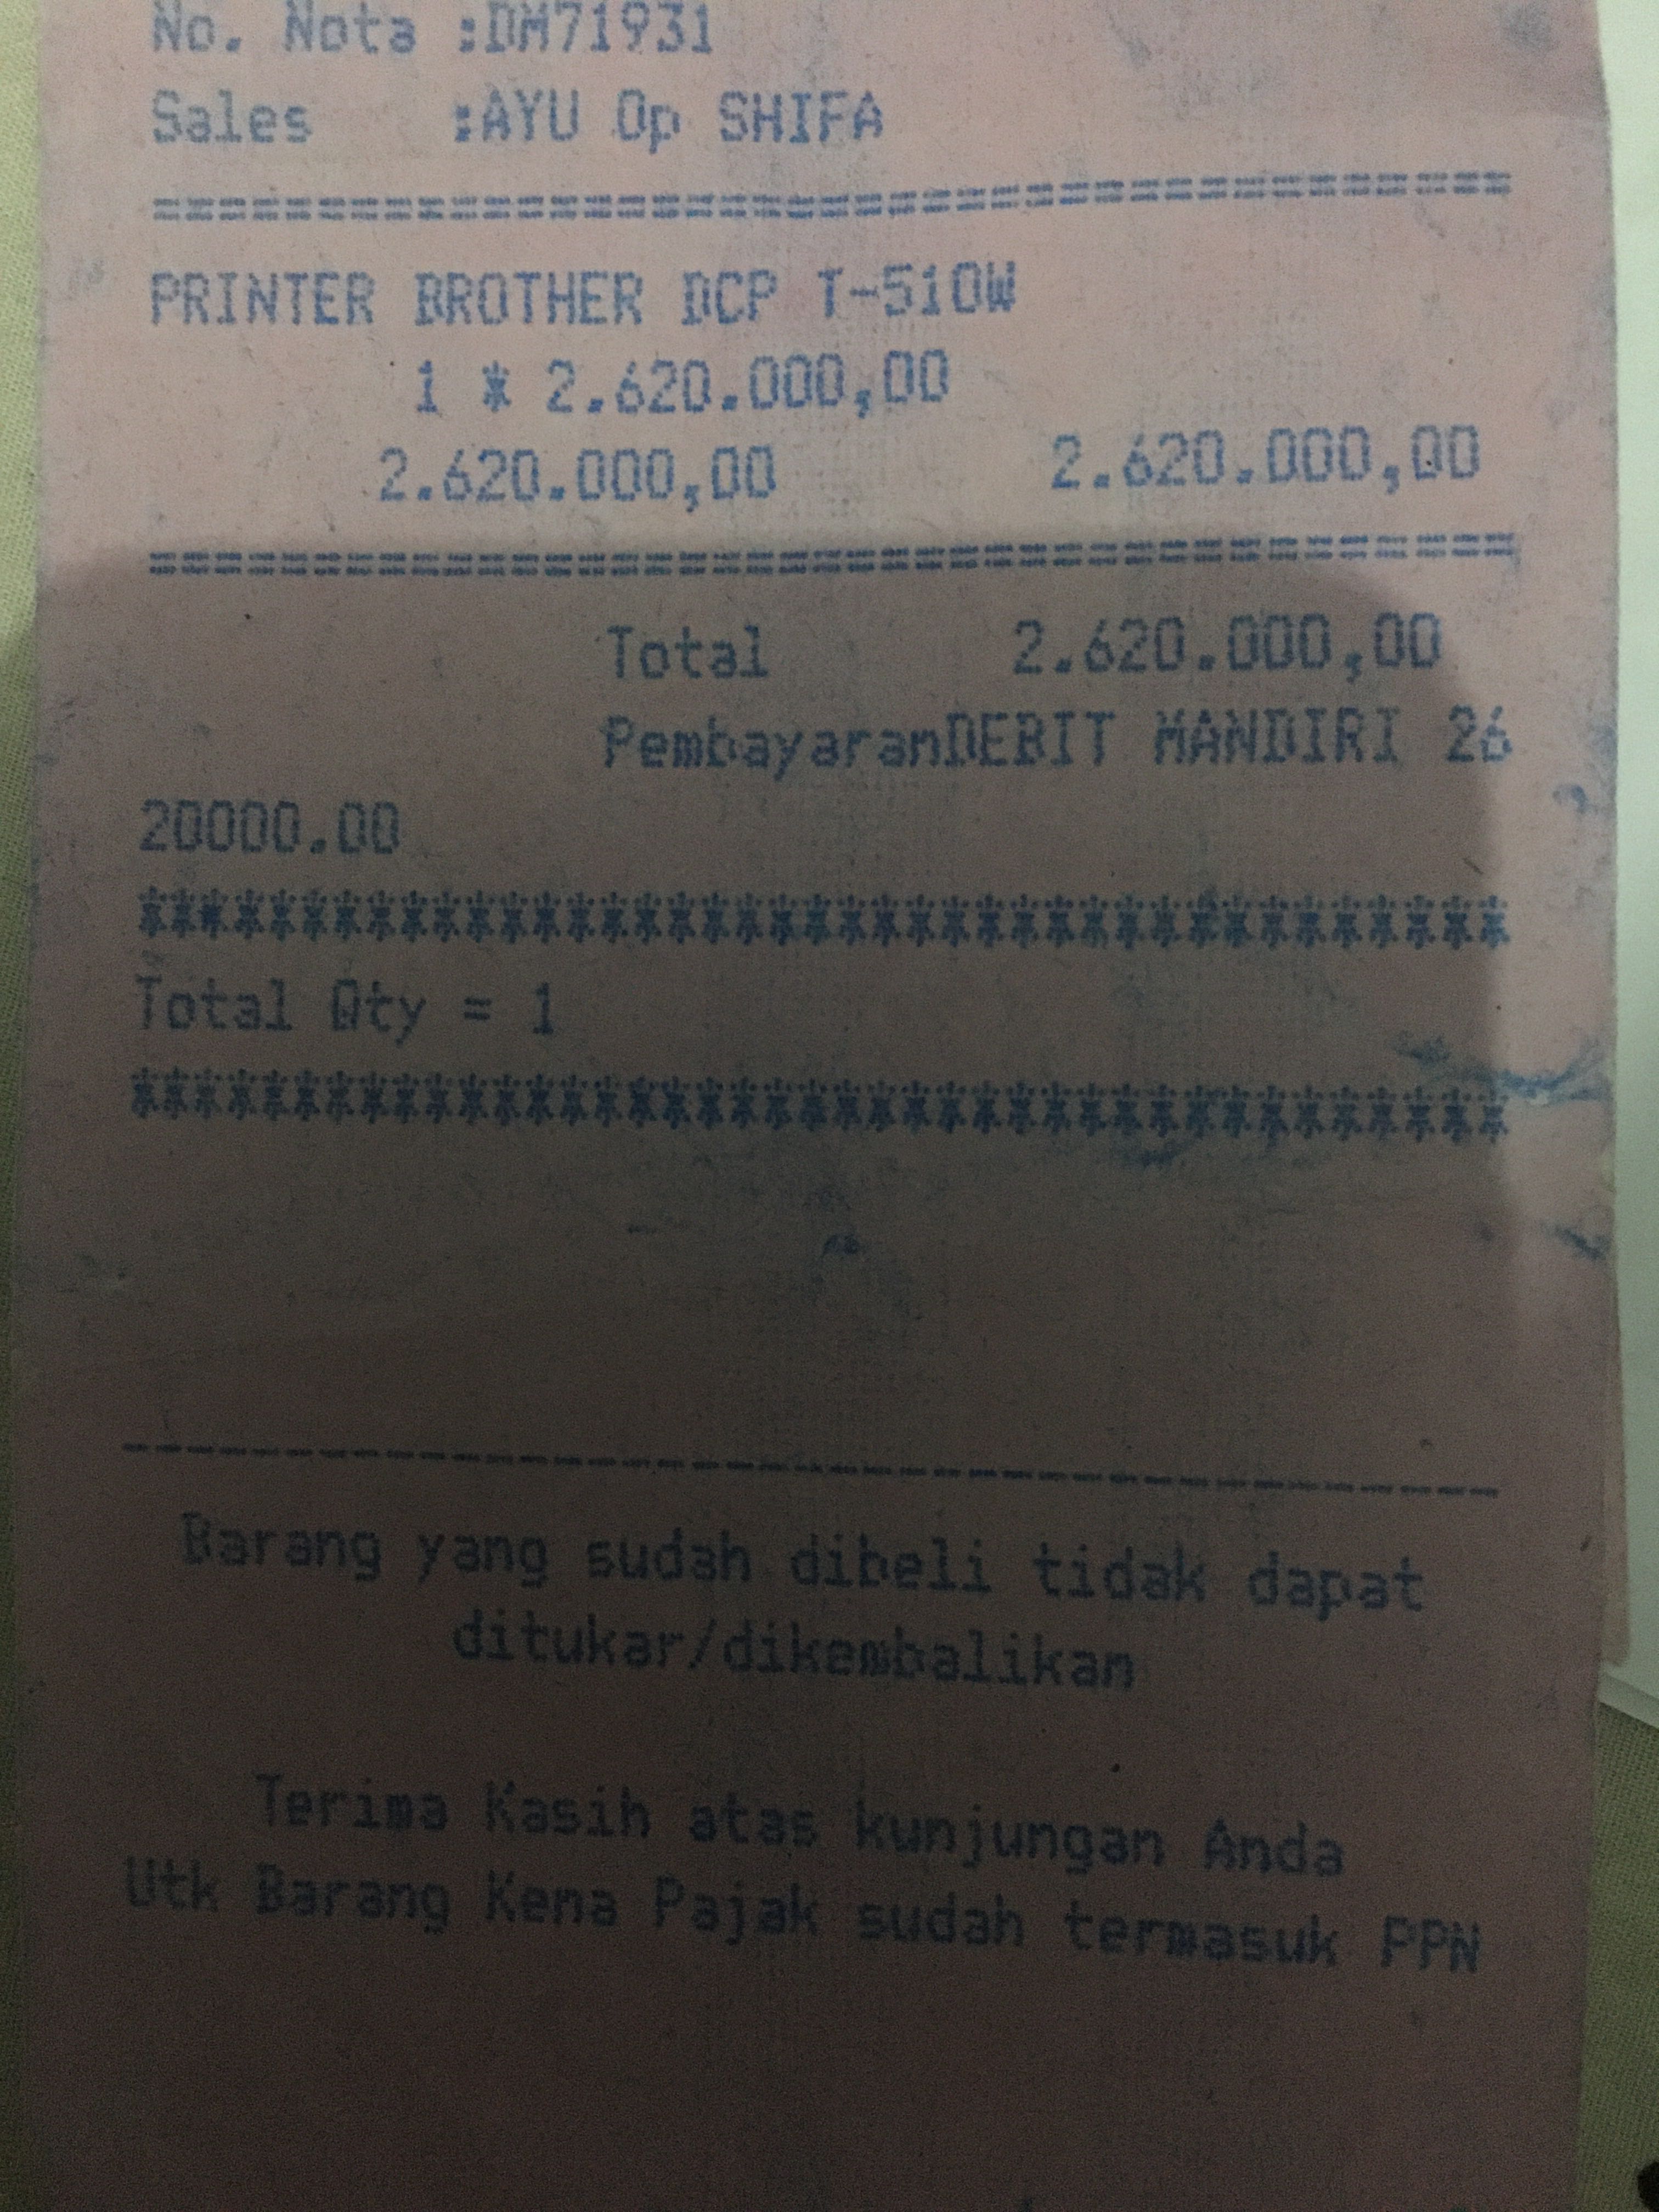 No. Nota :DM71931
Sales :AYU Op SHIFA
========================================
PRINTER BROTHER DCP T-510W
1 * 2.620.000,00
2.620.000,00 2.620.000,00
========================================
Total 2.620.000,00
PembayaranDEBIT MANDIRI 26
20000.00
****************************************
Total Qty = 1
****************************************
----------------------------------------
Barang yang sudah dibeli tidak dapat
ditukar/dikembalikan
Terima Kasih atas kunjungan Anda
Utk Barang Kena Pajak sudah termasuk PPN